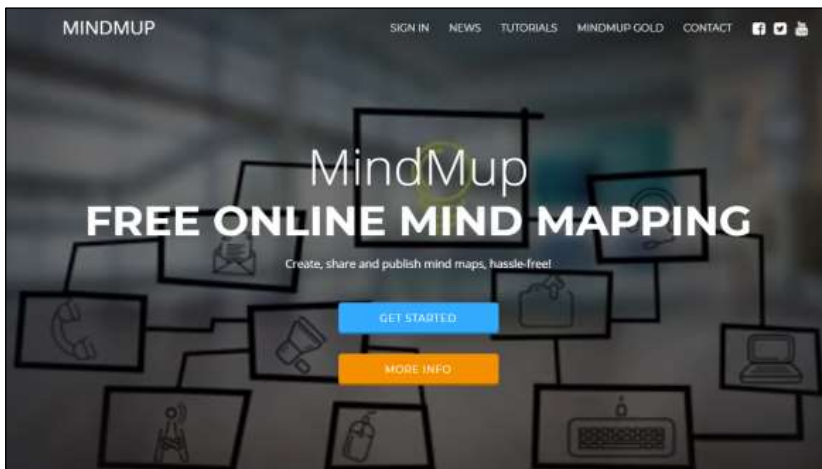 MINDMUP
SIGN IN NEWS TUTORIALS MINDMUP GOLD CONTACT
MindMup
FREE ONLINE MIND MAPPING
Create, share and publish mind maps, hassle-free!
GET STARTED
MORE INFO